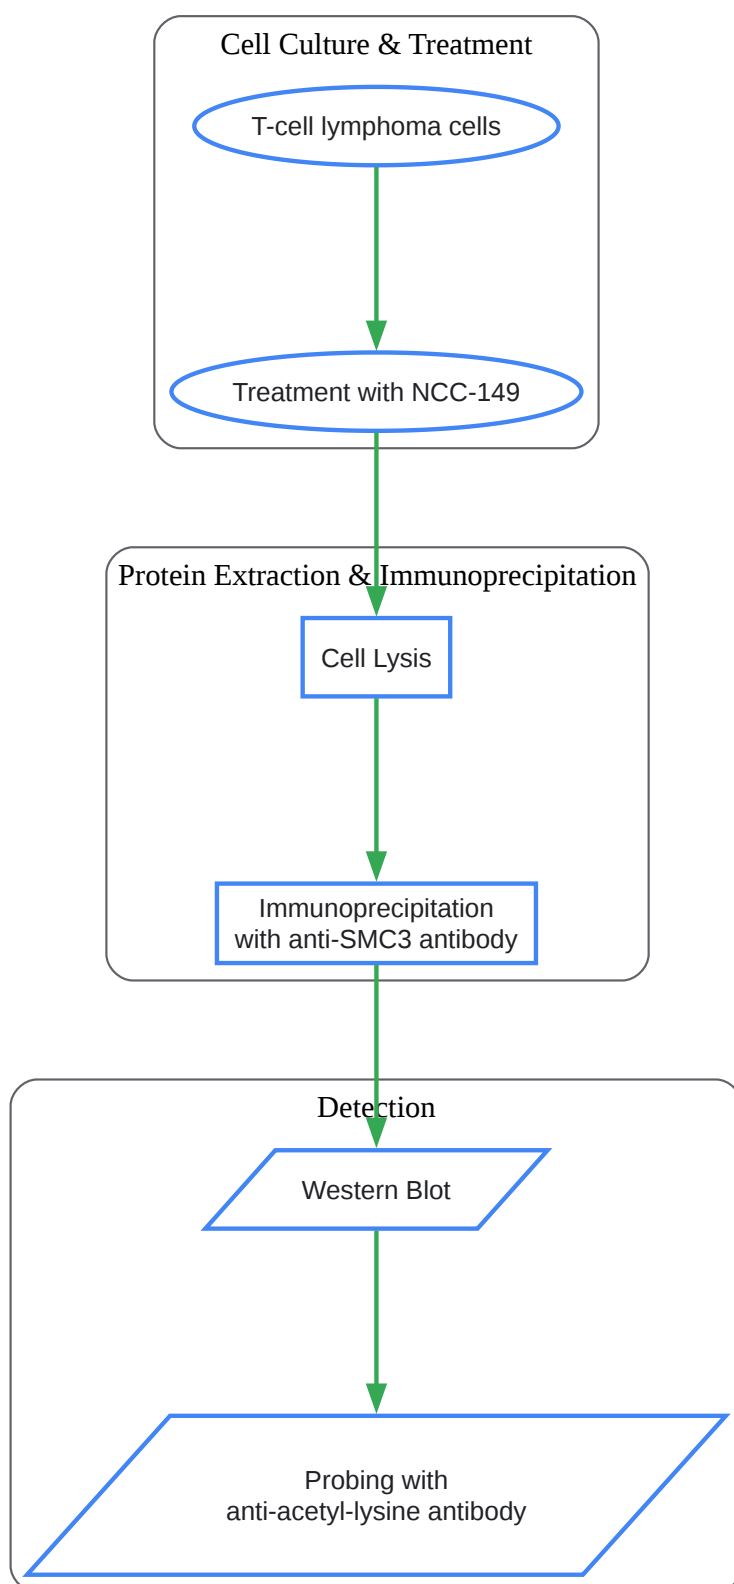 Cell Culture & Treatment
T-cell lymphoma cells
Treatment with NCC-149
Protein Extraction & Immunoprecipitation
Cell Lysis
Immunoprecipitation
with anti-SMC3 antibody
Detection
Western Blot
Probing with
anti-acetyl-lysine antibody